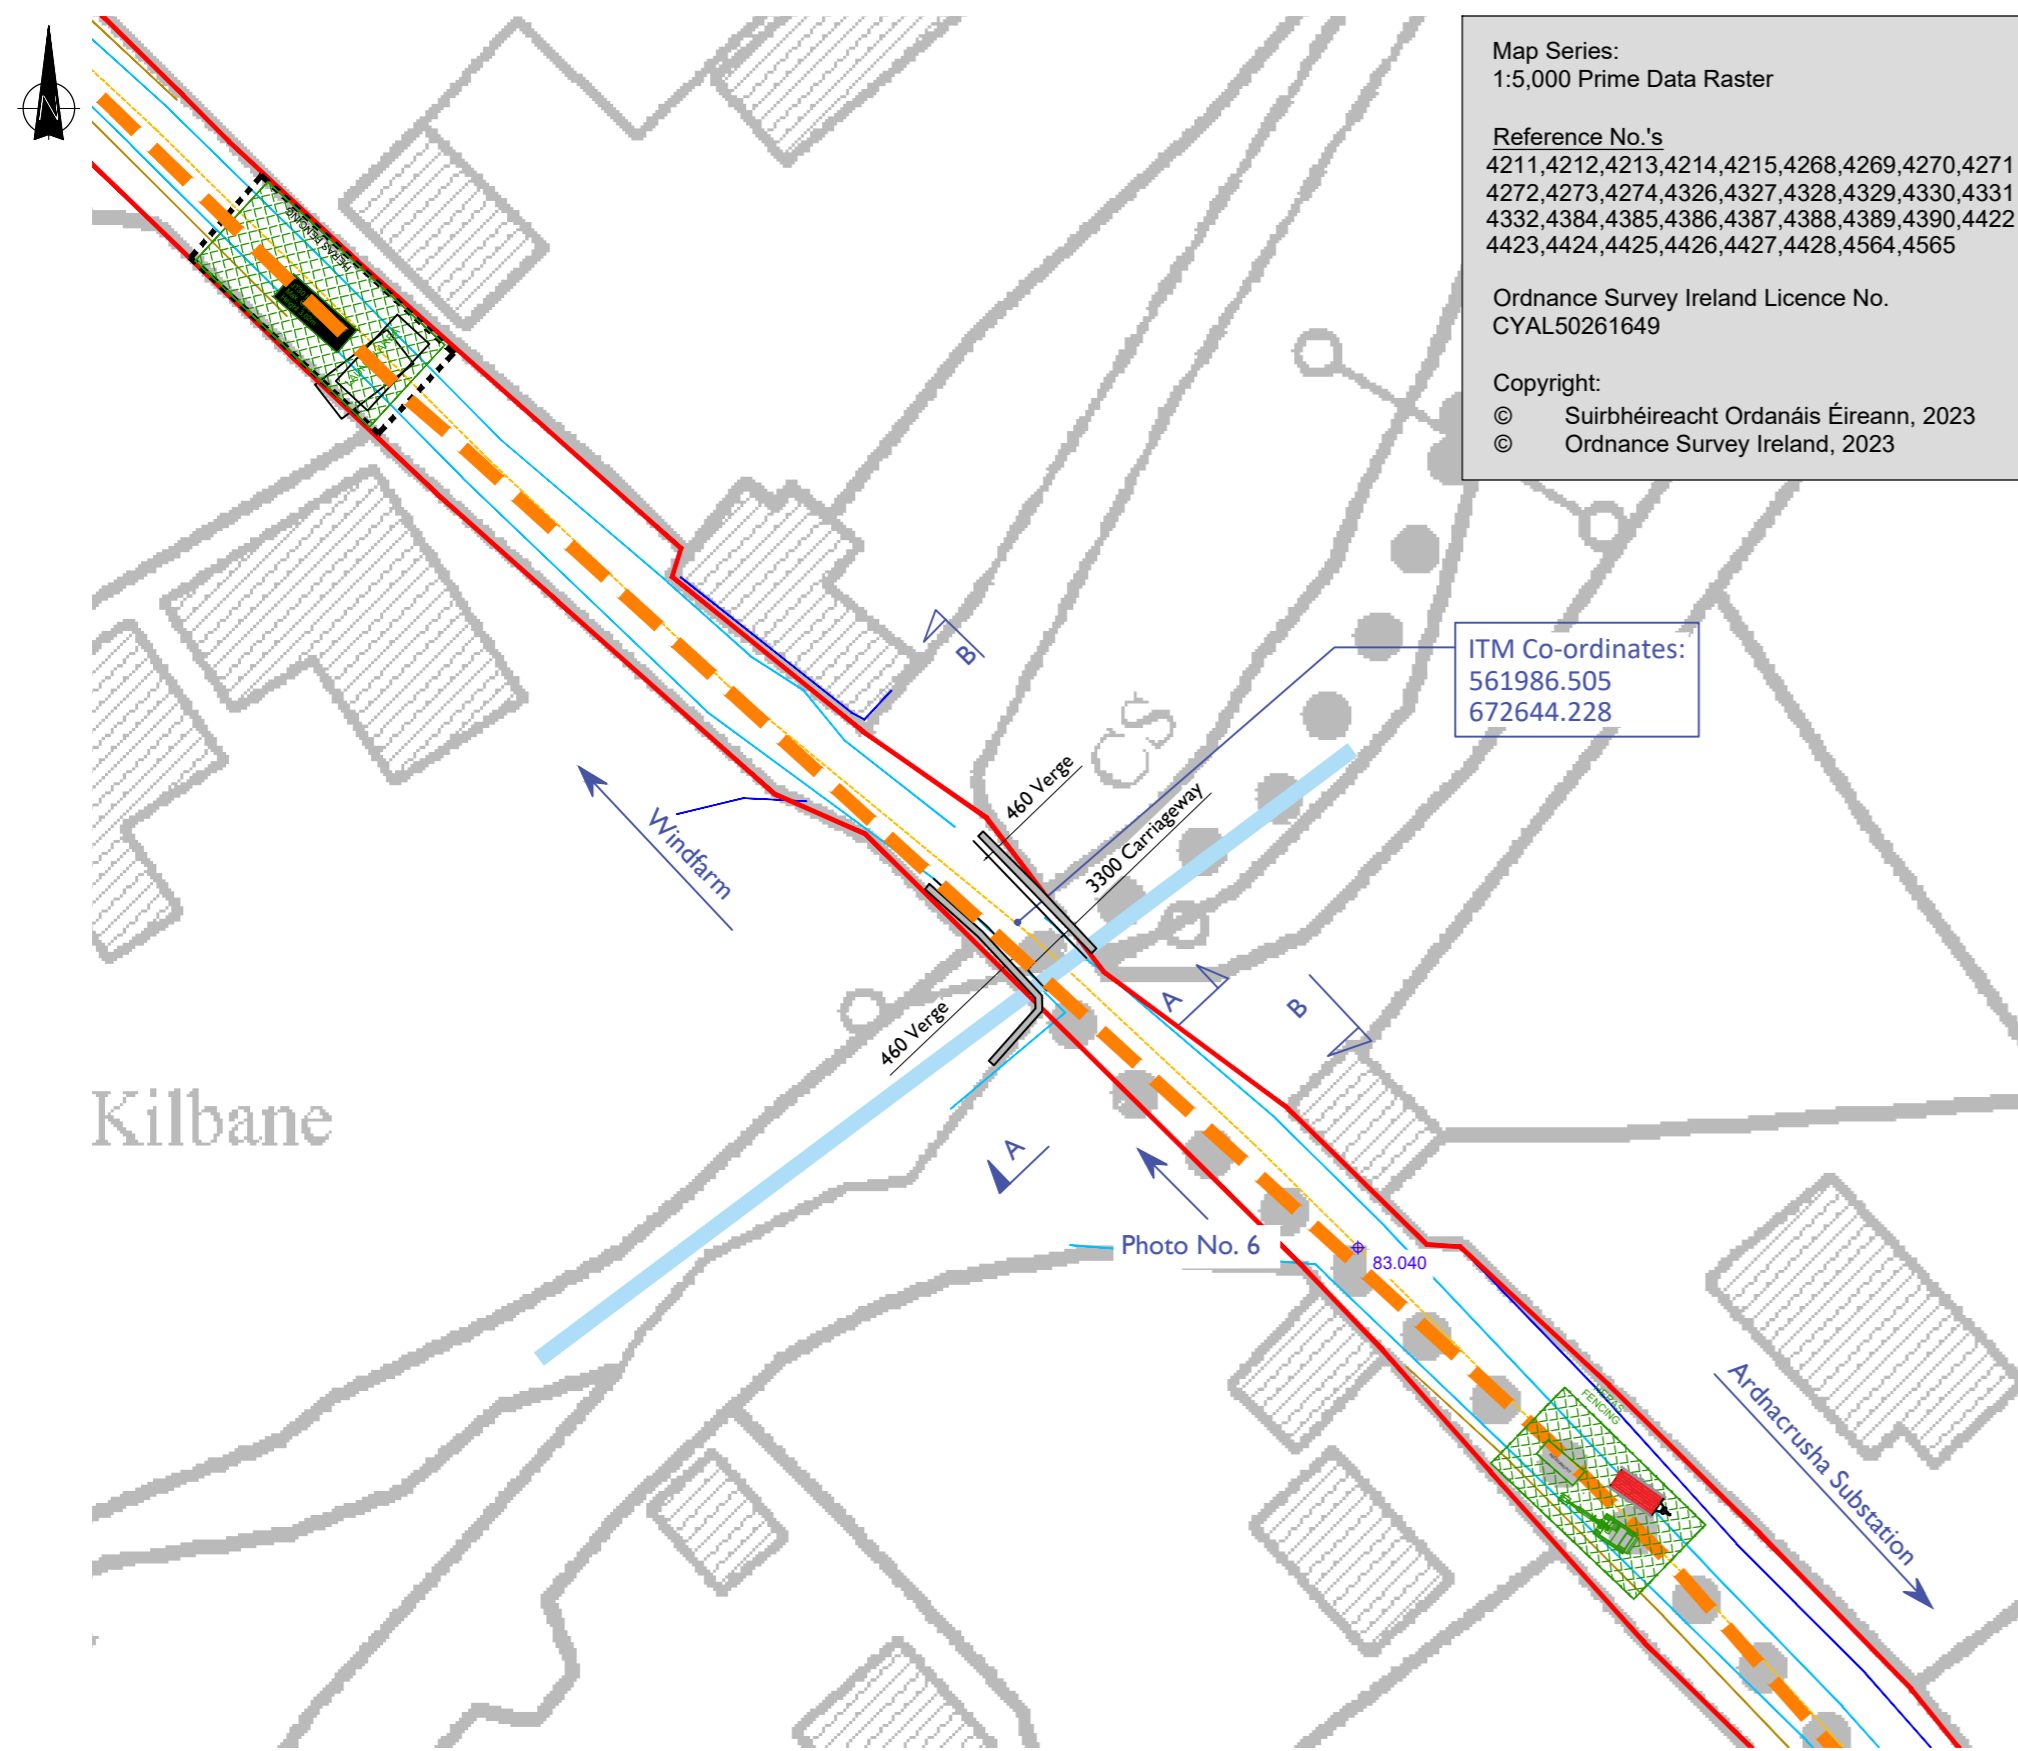 N
Map Series:
1:5,000 Prime Data Raster
Reference No.'s
4211,4212,4213,4214,4215,4268,4269,4270,4271
4272,4273,4274,4326,4327,4328,4329,4330,4331
4332,4384,4385,4386,4387,4388,4389,4390,4422
4423,4424,4425,4426,4427,4428,4564,4565
Ordnance Survey Ireland Licence No.
CYAL50261649
Copyright:
© Suirbhéireacht Ordanáis Éireann, 2023
© Ordnance Survey Ireland, 2023
HERAS FENCING
B
ITM Co-ordinates:
561986.505
672644.228
CS
460 Verge
3300 Carriageway
Windfarm
A
B
460 Verge
Kilbane
A
Photo No. 6
83.040
HERAS
FENCING
Ardnacrusha Substation